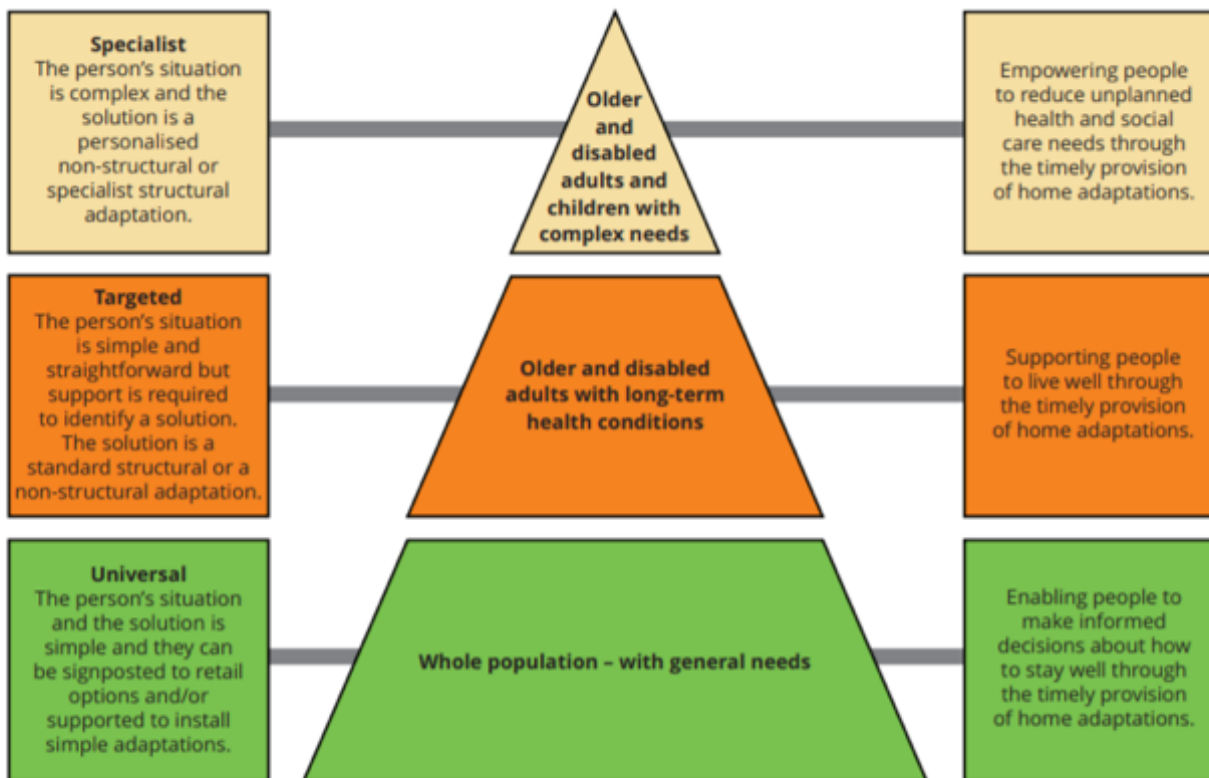 Specialist
The person's situation
is complex and the
solution is a
personalised
non-structural or
specialist structural
adaptation.
Older
and
disabled
adults and
children with
complex needs
Empowering people
to reduce unplanned
health and social
care needs through
the timely provision
of home adaptations.
Targeted
The person's situation
is simple and
straightforward but
support is required
to identify a solution.
The solution is a
standard structural or a
non-structural adaptation.
Older and disabled
adults with long-term
health conditions
Supporting people
to live well through
the timely provision
of home adaptations.
Universal
The person's situation
and the solution is
simple and they can
be signposted to retail
options and/or
supported to install
simple adaptations.
Whole population – with general needs
Enabling people to
make informed
decisions about how
to stay well through
the timely provision
of home adaptations.